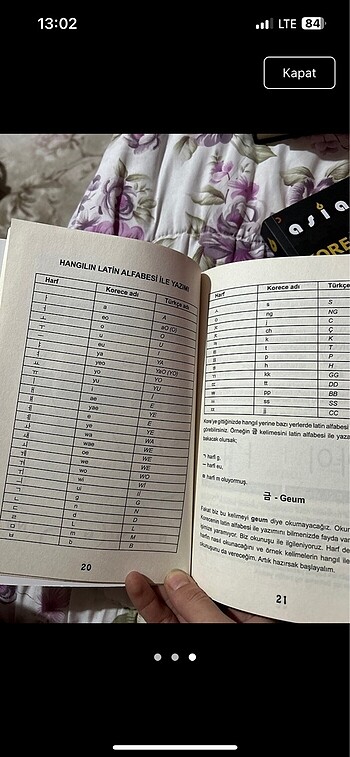 13:02
LTE 84
Kapat
asia
HANGILIN LATİN ALFABESİ İLE YAZIMI
Harf Korece adı Türkçe adı
ㅏ a A
ㅓ eo aO (O)
ㅗ o O
ㅜ u U
ㅡ eu I
ㅑ ya YA
ㅕ yeo YaO (YO)
ㅛ yo YO
ㅠ yu YU
ㅣ i İ
ㅐ ae E
ㅒ yae YE
ㅔ e E
ㅖ ye YE
ㅘ wa WA
ㅙ wae WE
ㅚ oe WE
ㅞ we WE
ㅝ wo WO
ㅟ wi Wİ
ㅢ ui
ㄱ g G
ㄴ n N
ㄷ d D
ㄹ L L
ㅁ m M
ㅂ b B
20
Harf Korece adı Türkçe
ㅅ s S
ㅇ ng NG
ㅈ j C
ㅊ ch Ç
ㅋ k K
ㅌ t T
ㅍ p P
ㅎ h H
ㄲ kk GG
ㄸ tt DD
ㅃ pp BB
ㅆ ss SS
ㅉ jj CC
Kore'ye gittiğinizde hangıl yerine bazı yerlerde latin alfabesi
görebilirsiniz. Örneğin 금 kelimesini latin alfabesi ile yaza
bakacak olursak;
ㄱ harfi g,
ㅡ harfi eu,
ㅁ harfi m oluyormuş.
금 - Geum
Fakat biz bu kelimeyi geum diye okumayacağız. Okur
Korecenin latin alfabesi ile yazımını bilmenizde fayda var
işimize yaramıyor. Biz okunuşu ile ilgileniyoruz. Harf de
harfin nasıl okunacağını ve örnek kelimelerin hangıl ile
okunuşunu da vereceğim. Artık hazırsak başlayalım.
21